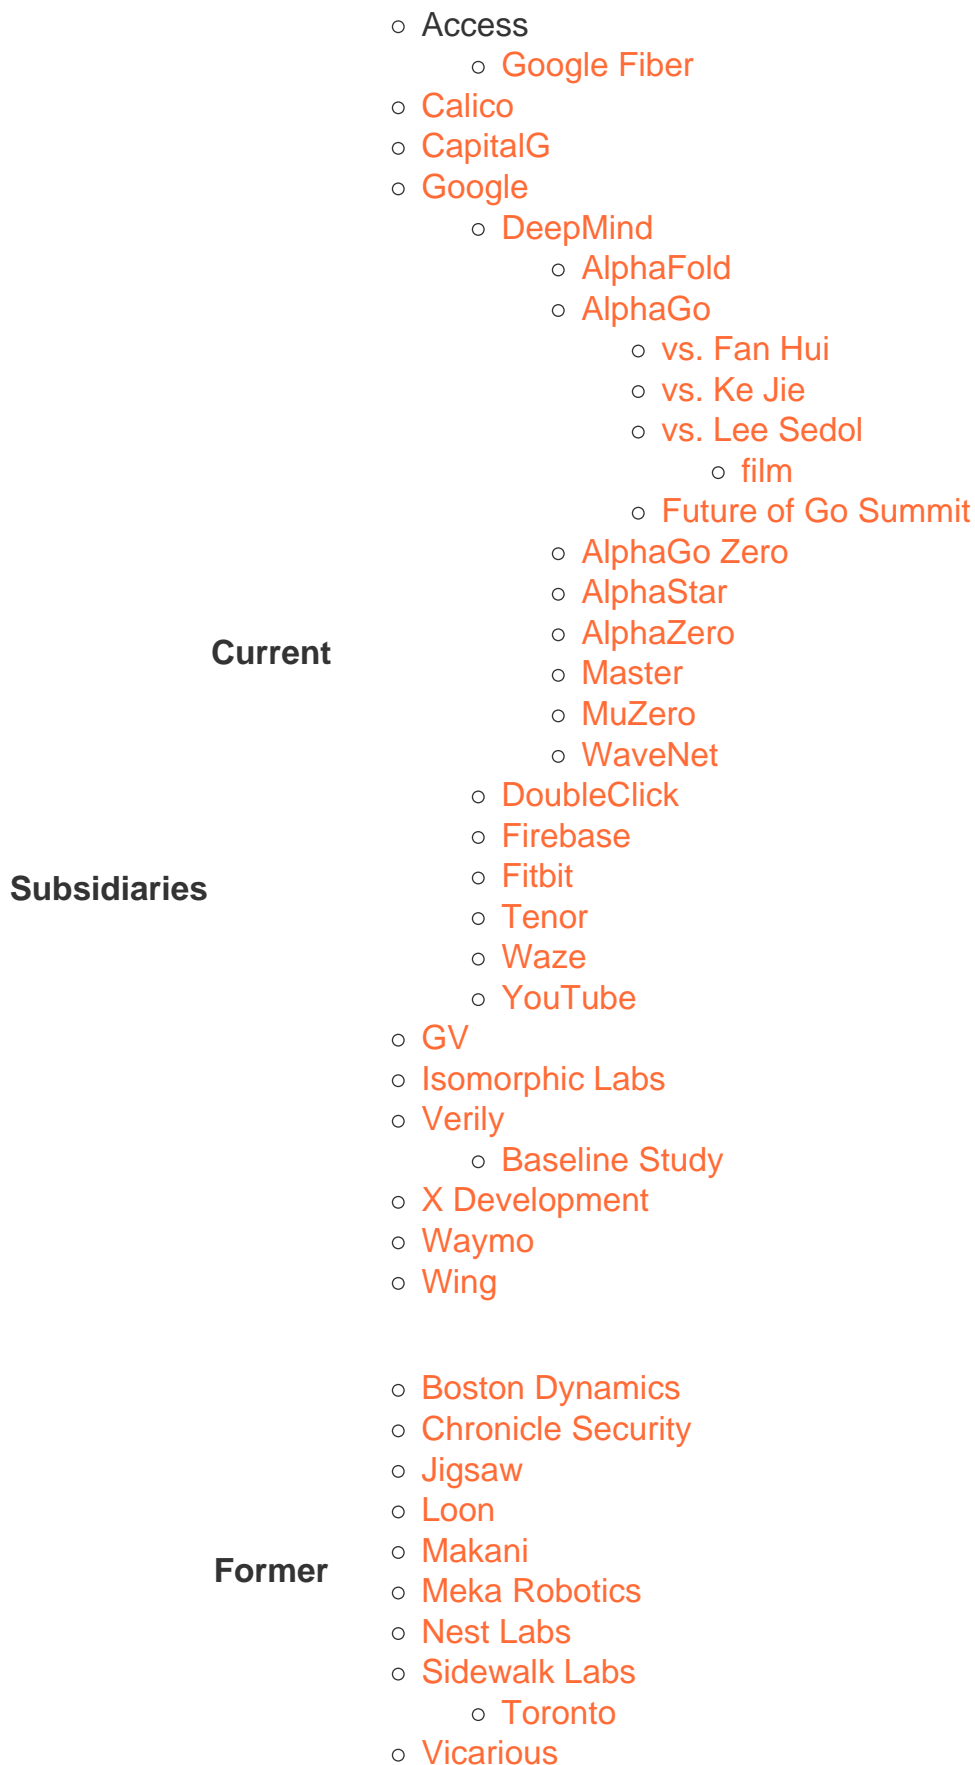 Subsidiaries
Current
Access
Google Fiber
Calico
CapitalG
Google
DeepMind
AlphaFold
AlphaGo
vs. Fan Hui
vs. Ke Jie
vs. Lee Sedol
film
Future of Go Summit
AlphaGo Zero
AlphaStar
AlphaZero
Master
MuZero
WaveNet
DoubleClick
Firebase
Fitbit
Tenor
Waze
YouTube
GV
Isomorphic Labs
Verily
Baseline Study
X Development
Waymo
Wing
Former
Boston Dynamics
Chronicle Security
Jigsaw
Loon
Makani
Meka Robotics
Nest Labs
Sidewalk Labs
Toronto
Vicarious